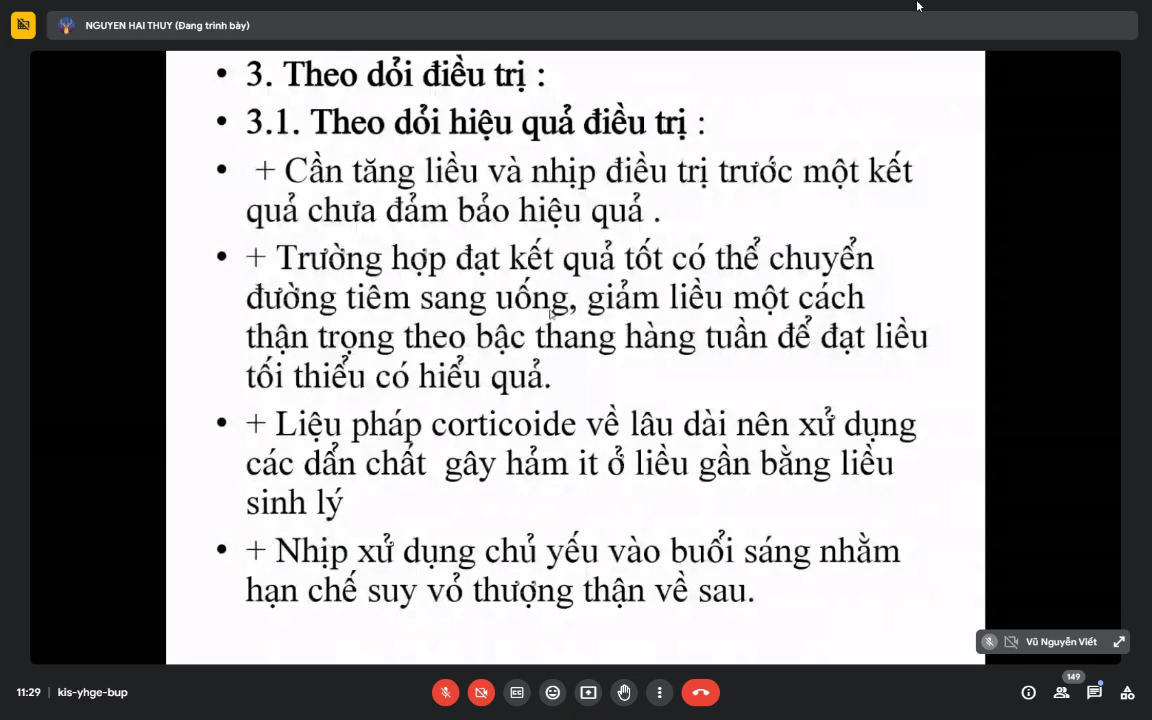 NGUYEN HAI THUY (Đang trình bày)
• 3. Theo dỏi điều trị :
• 3.1. Theo dỏi hiệu quả điều trị :
• + Cần tăng liều và nhịp điều trị trước một kết
quả chưa đảm bảo hiệu quả .
• + Trường hợp đạt kết quả tốt có thể chuyển
đường tiêm sang uống, giảm liều một cách
thận trọng theo bậc thang hàng tuần để đạt liều
tối thiểu có hiểu quả.
• + Liệu pháp corticoide về lâu dài nên xử dụng
các dẩn chất gây hảm it ở liều gần bằng liều
sinh lý
• + Nhịp xử dụng chủ yếu vào buổi sáng nhằm
hạn chế suy vỏ thượng thận về sau.
Vũ Nguyễn Viết
11:29 | kis-yhge-bup
149